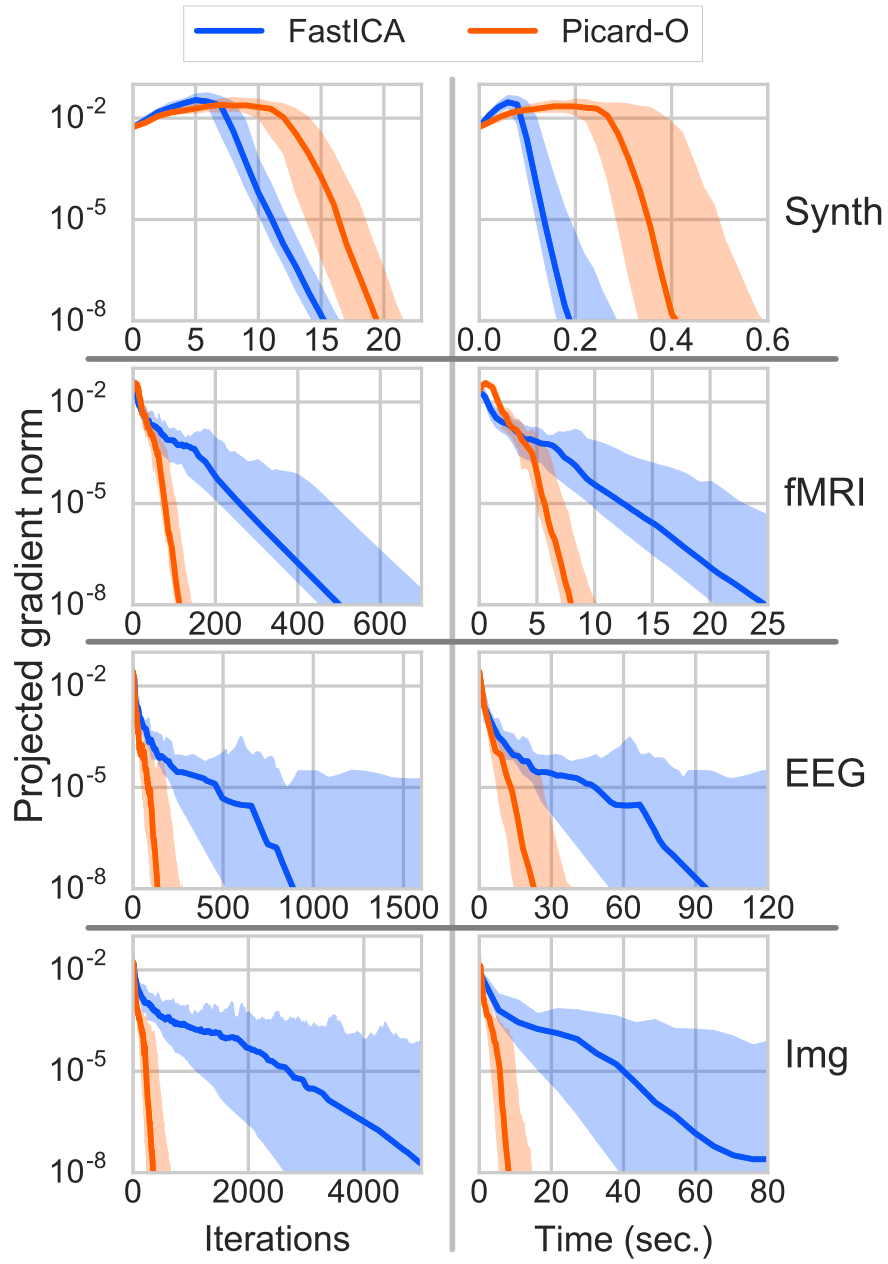 FastICA Picard-O
10^-2
10^-5
10^-8
0 5 10 15 20
0.0 0.2 0.4 0.6
Synth
10^-2
10^-5
10^-8
0 200 400 600
0 5 10 15 20 25
fMRI
Projected gradient norm
10^-2
10^-5
10^-8
0 500 1000 1500
0 30 60 90 120
EEG
10^-2
10^-5
10^-8
0 2000 4000
0 20 40 60 80
Img
Iterations
Time (sec.)